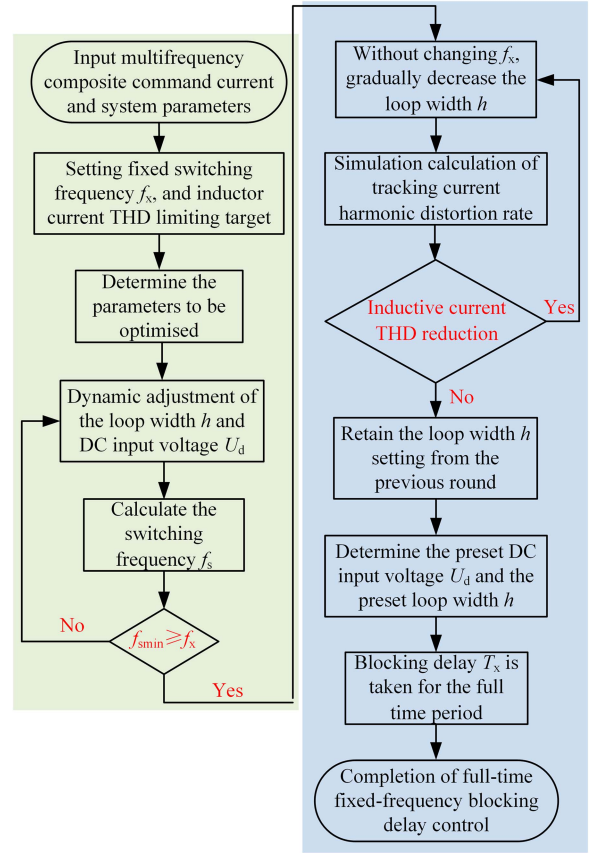 Input multifrequency
composite command current
and system parameters
Setting fixed switching
frequency fx, and inductor
current THD limiting target
Determine the
parameters to be
optimised
Dynamic adjustment of
the loop width h and
DC input voltage Ud
Calculate the
switching
frequency fs
No
fsmin≥fx
Yes
Without changing fx,
gradually decrease the
loop width h
Simulation calculation of
tracking current
harmonic distortion rate
Inductive current
THD reduction
Yes
No
Retain the loop width h
setting from the
previous round
Determine the preset DC
input voltage Ud and the
preset loop width h
Blocking delay Tx is
taken for the full
time period
Completion of full-time
fixed-frequency blocking
delay control